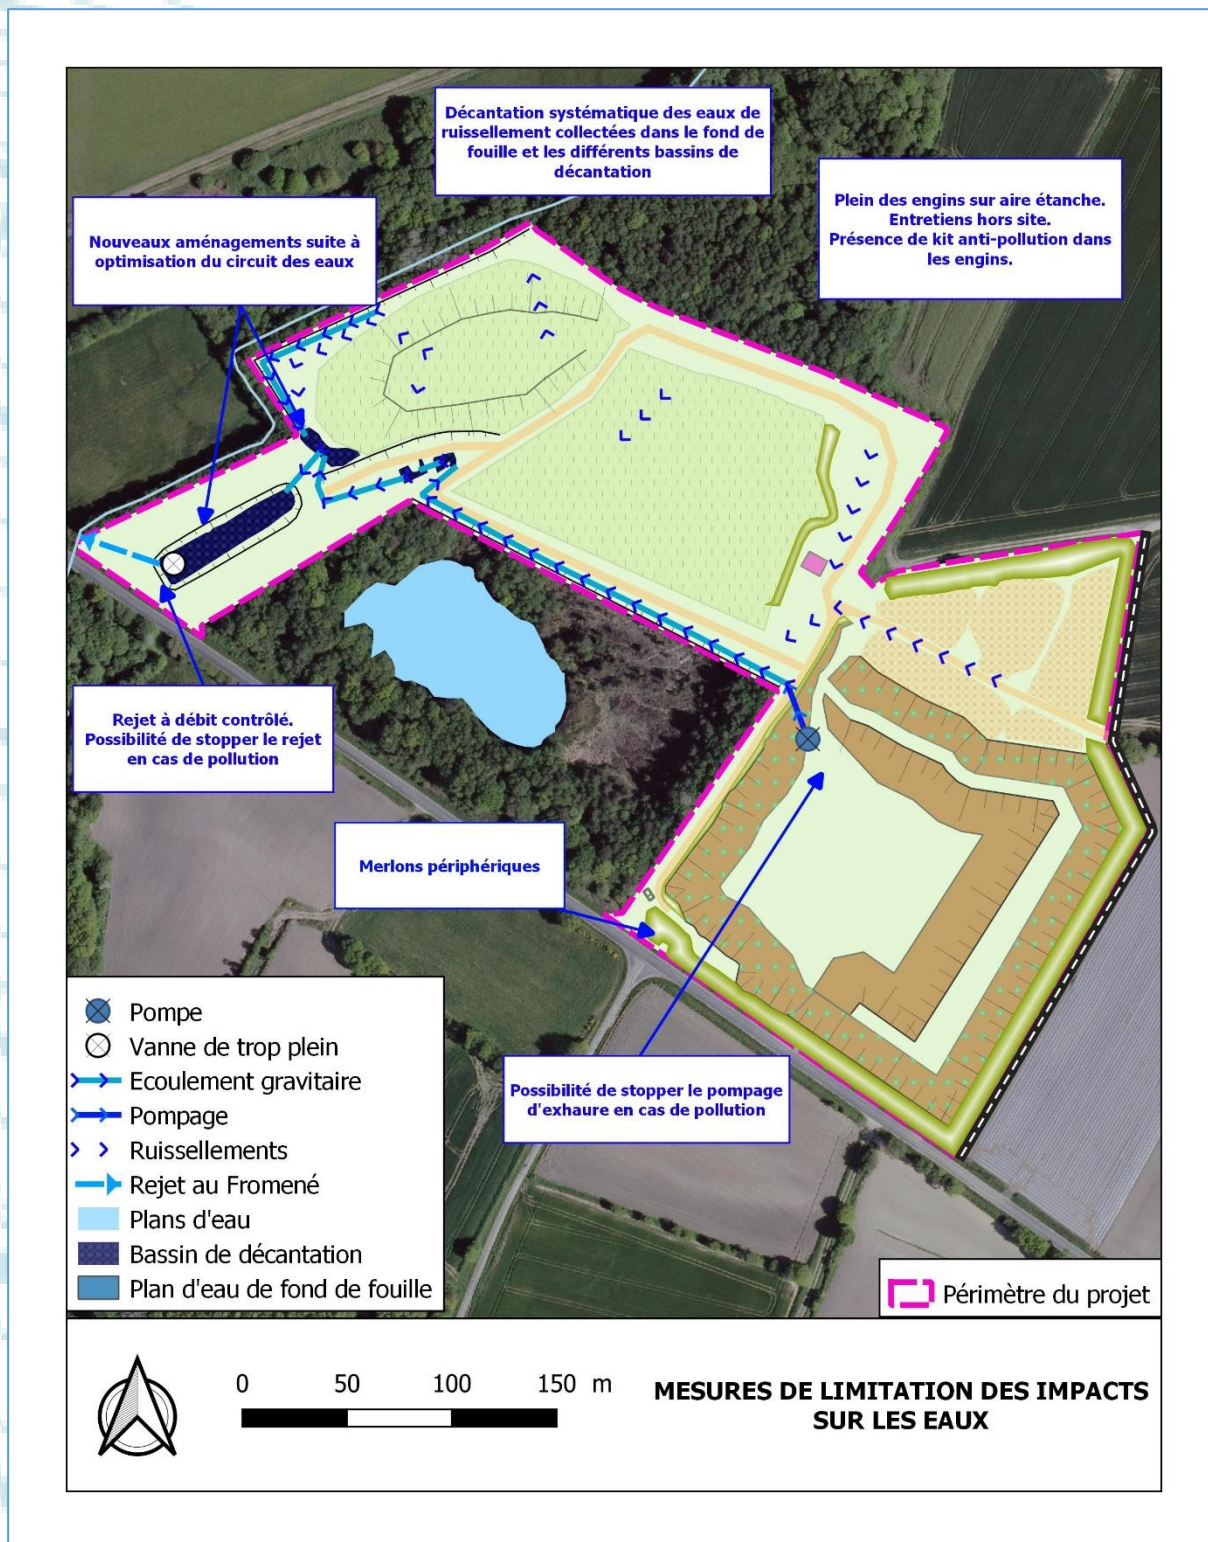 Décantation systématique des eaux de
ruissellement collectées dans le fond de
fouille et les différents bassins de
décantation
Plein des engins sur aire étanche.
Entretiens hors site.
Présence de kit anti-pollution dans
les engins.
Nouveaux aménagements suite à
optimisation du circuit des eaux
Rejet à débit contrôlé.
Possibilité de stopper le rejet
en cas de pollution
Merlons périphériques
Possibilité de stopper le pompage
d'exhaure en cas de pollution
Pompe
Vanne de trop plein
Ecoulement gravitaire
Pompage
Ruissellements
Rejet au Fromené
Plans d'eau
Bassin de décantation
Plan d'eau de fond de fouille
Périmètre du projet
0 50 100 150 m
MESURES DE LIMITATION DES IMPACTS
SUR LES EAUX